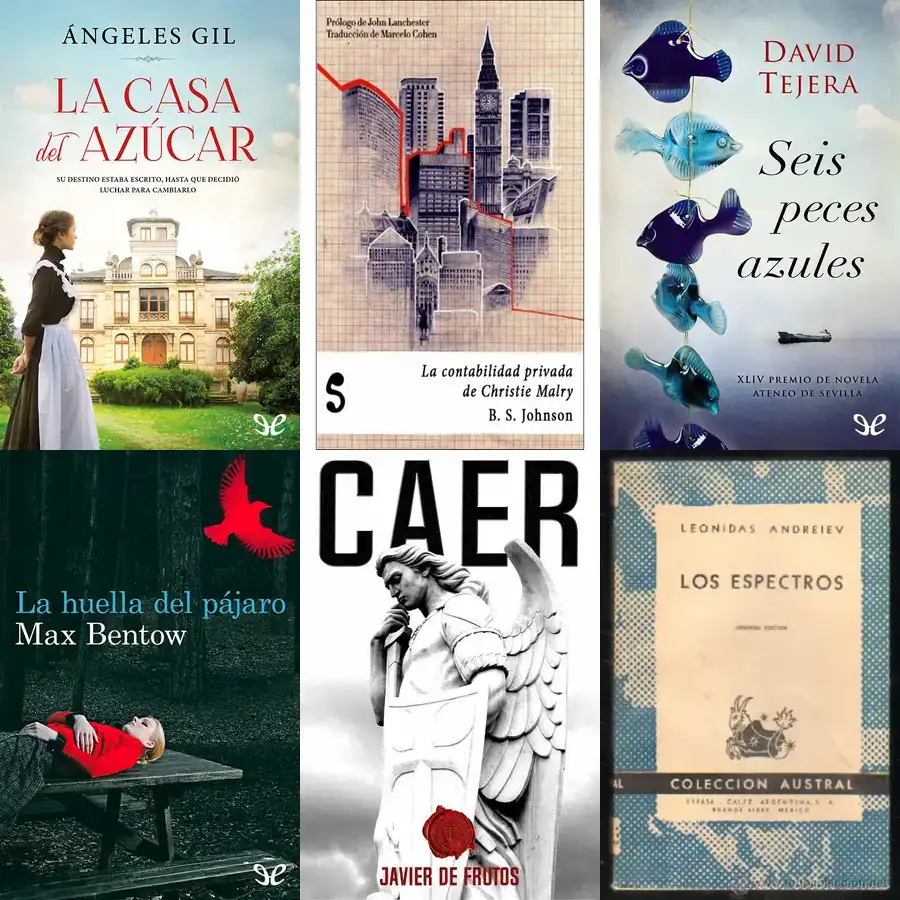 ÁNGELES GIL
LA CASA
del AZÚCAR
SU DESTINO ESTABA ESCRITO, HASTA QUE DECIDIÓ
LUCHAR PARA CAMBIARLO
Prólogo de John Lanchester
Traducción de Marcelo Cohen
S
La contabilidad privada
de Christie Malry
B. S. Johnson
DAVID
TEJERA
Seis
peces
azules
XLIV PREMIO DE NOVELA
ATENEO DE SEVILLA
La huella del pájaro
Max Bentow
CAER
JAVIER DE FRUTOS
LEONIDAS ANDREIEV
LOS ESPECTROS
SEGUNDA EDICION
AL
COLECCION AUSTRAL
ESPASA - CALPE ARGENTINA, S. A.
BUENOS AIRES MEXICO